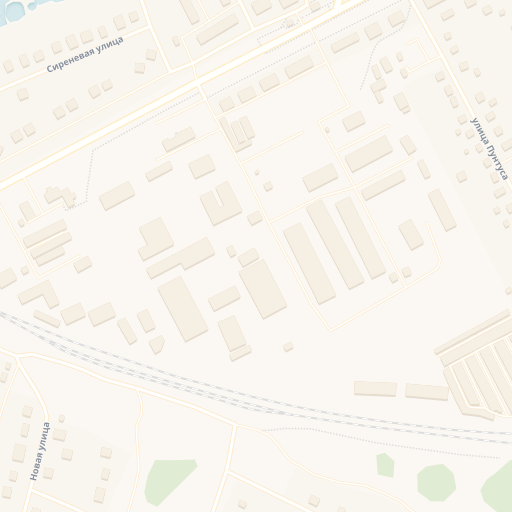 Сиреневая улица
улица Пунтуса
Новая улица